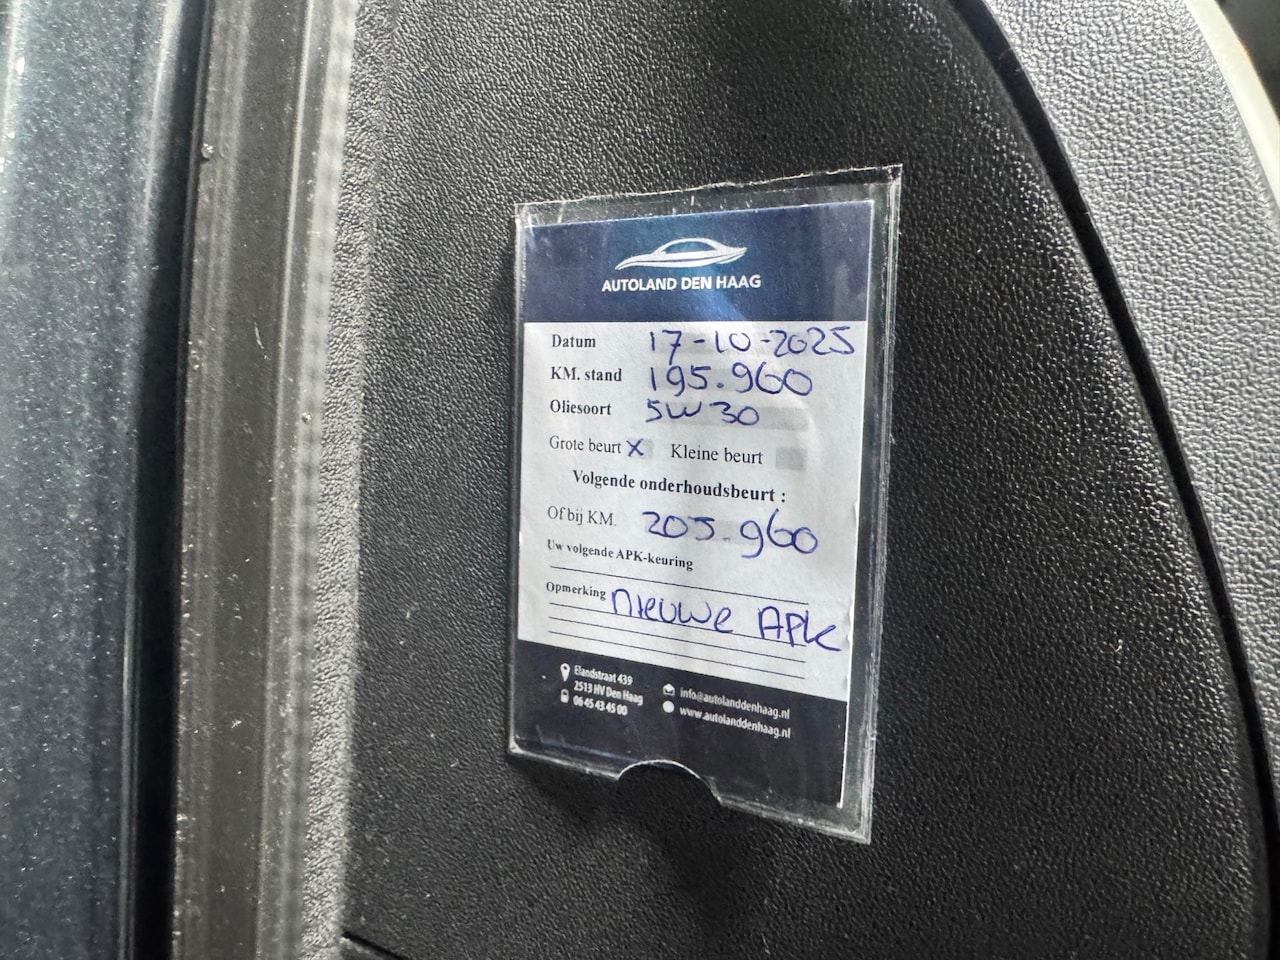 AUTOLAND DEN HAAG
Datum 17-10-2025
KM. stand 195.960
Oliesoort 5W30
Grote beurt X Kleine beurt
Volgende onderhoudsbeurt :
Of bij KM. 205.960
Uw volgende APK-keuring
Opmerking nieuwe Apk
Elandstraat 439
2513 HV Den Haag
06 45 43 45 00
info@autolanddenhaag.nl
www.autolanddenhaag.nl